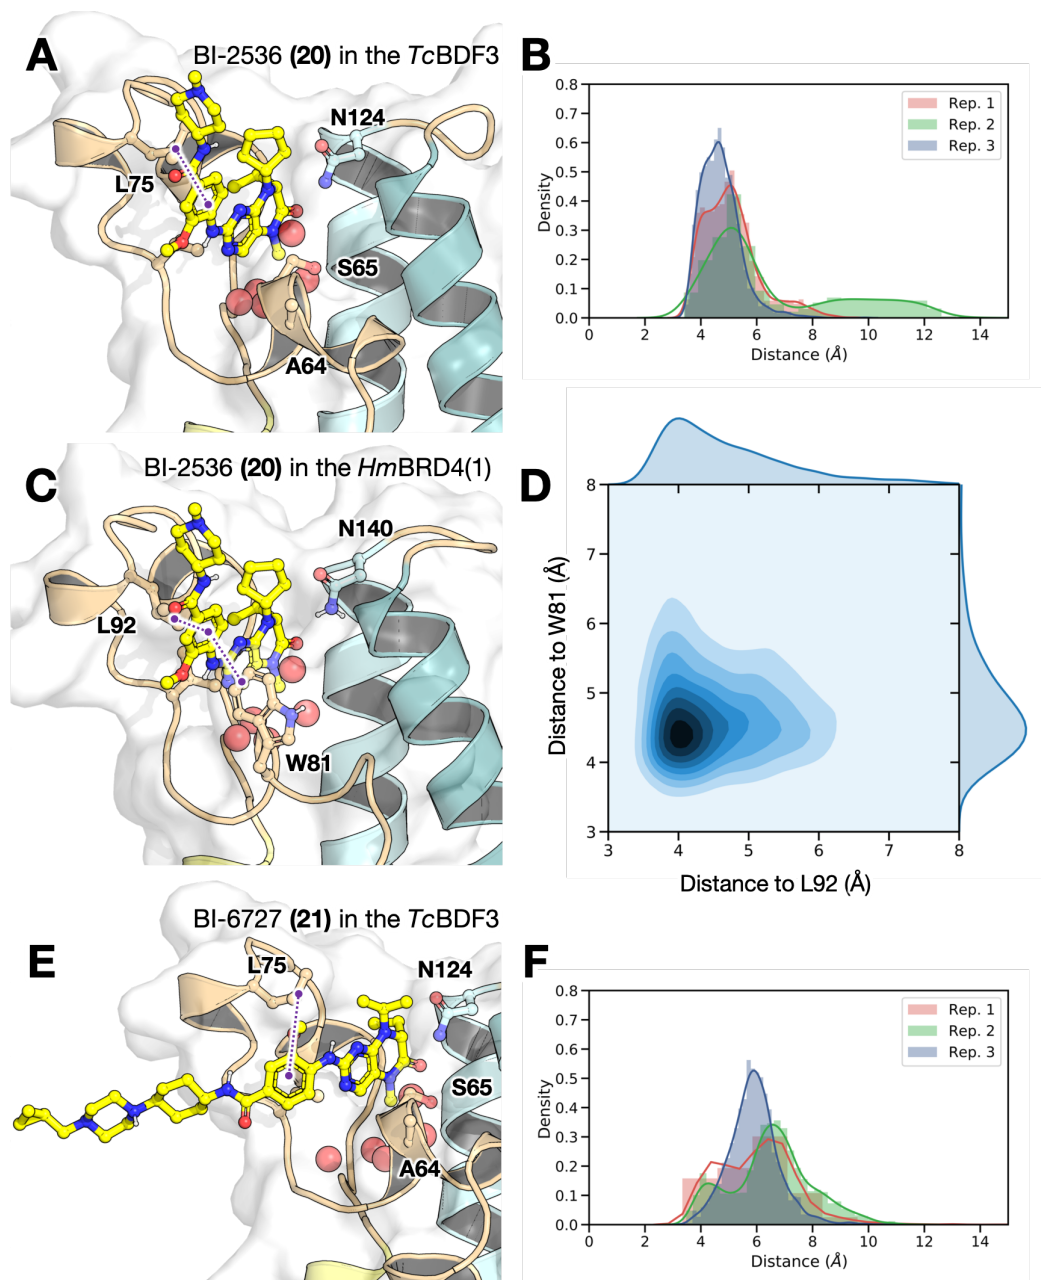 A
BI-2536 (20) in the TcBDF3
N124
L75
S65
A64
B
0.8
0.7
0.6
0.5
0.4
0.3
0.2
0.1
0.0
Density
Rep. 1
Rep. 2
Rep. 3
0 2 4 6 8 10 12 14
Distance (Å)
C
BI-2536 (20) in the HmBRD4(1)
N140
L92
W81
D
8
7
6
5
4
3
Distance to W81 (Å)
3 4 5 6 7 8
Distance to L92 (Å)
E
BI-6727 (21) in the TcBDF3
L75
N124
S65
A64
F
0.8
0.7
0.6
0.5
0.4
0.3
0.2
0.1
0.0
Density
Rep. 1
Rep. 2
Rep. 3
0 2 4 6 8 10 12 14
Distance (Å)